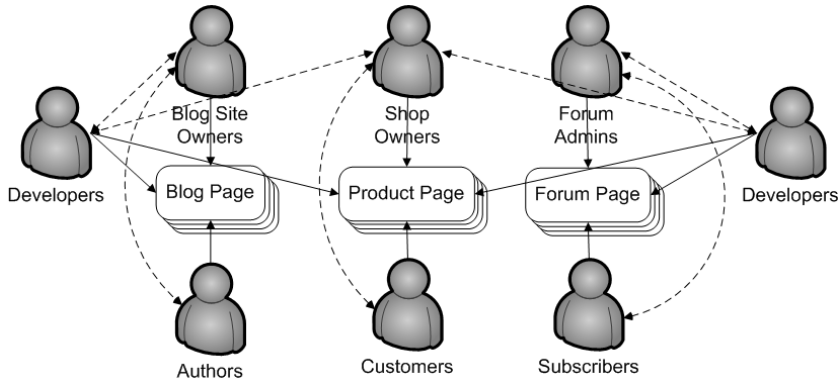 Blog Site
Owners
Shop
Owners
Forum
Admins
Developers
Blog Page
Product Page
Forum Page
Developers
Authors
Customers
Subscribers